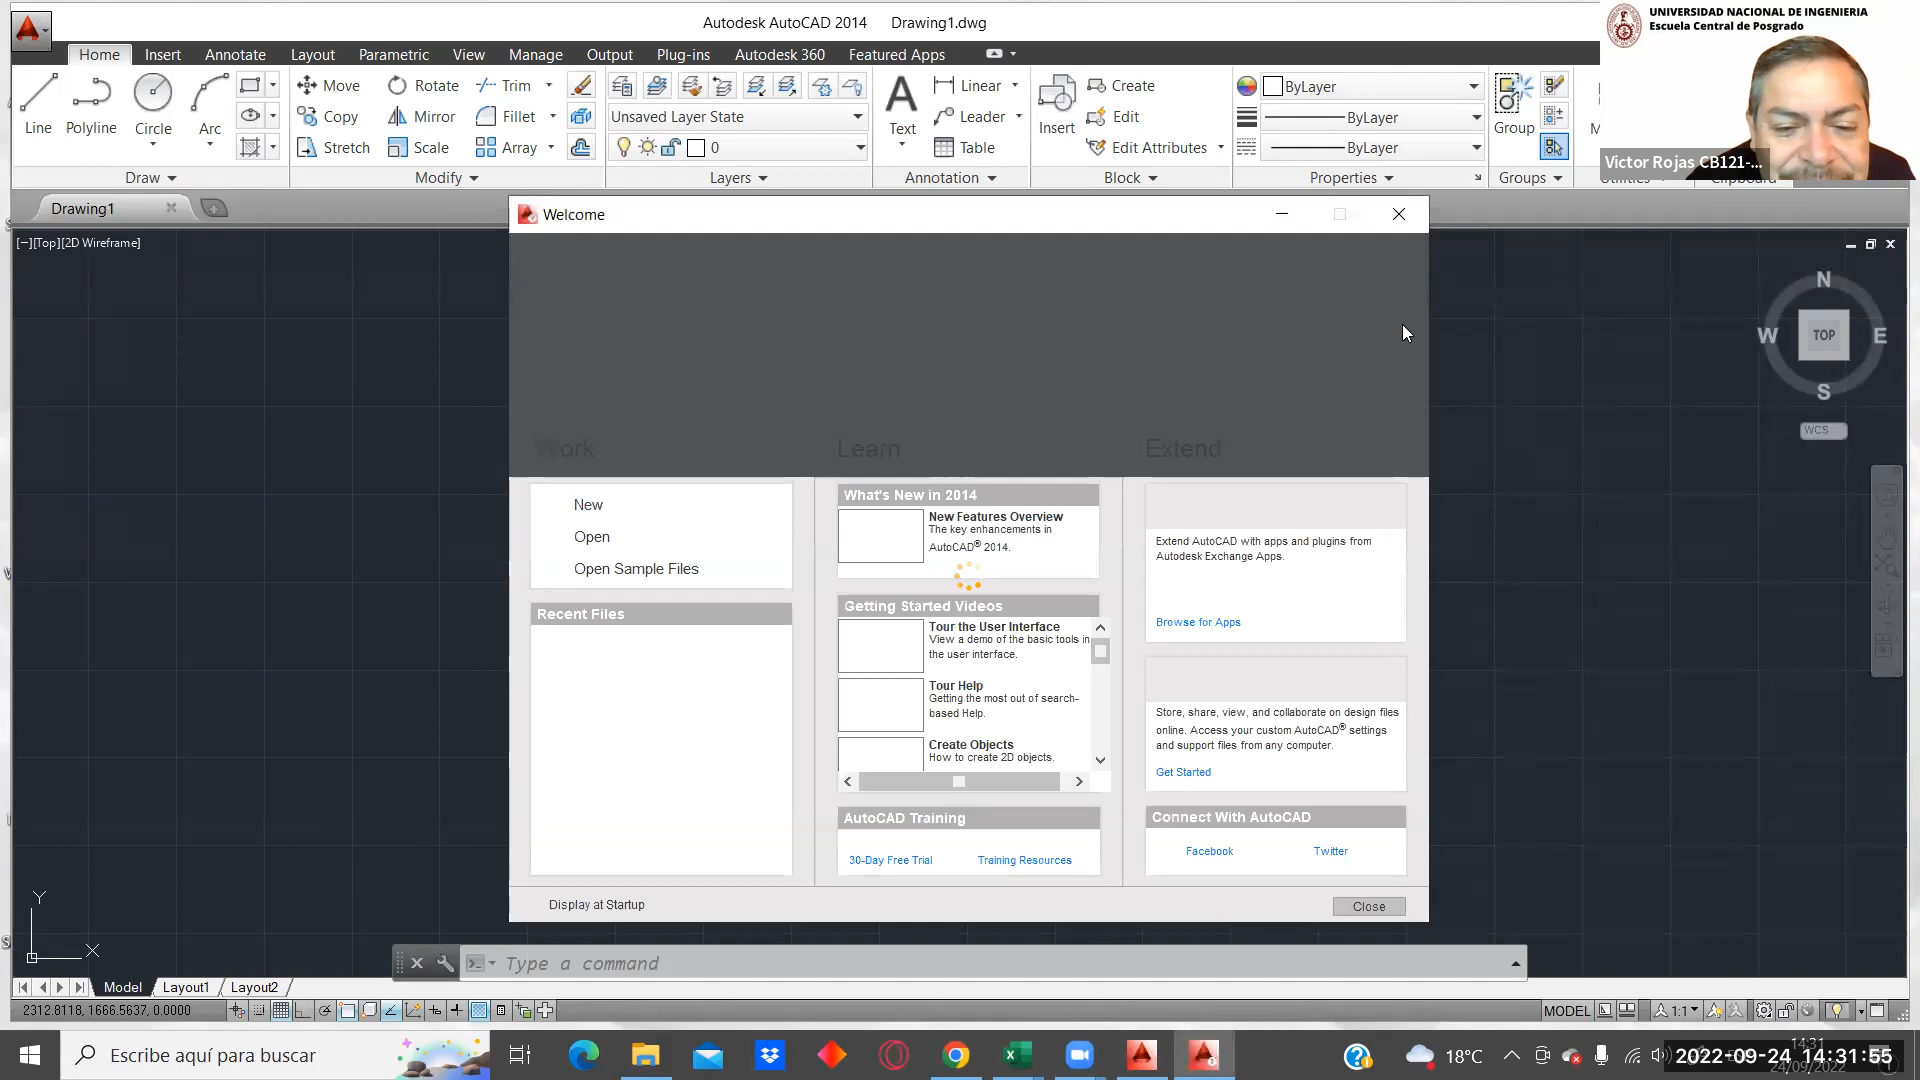 Autodesk AutoCAD 2014 Drawing1.dwg
UNIVERSIDAD NACIONAL DE INGENIERIA
Escuela Central de Posgrado
Home Insert Annotate Layout Parametric View Manage Output Plug-ins Autodesk 360 Featured Apps
Line Polyline Circle Arc
Move Rotate Trim
Copy Mirror Fillet
Stretch Scale Array
Unsaved Layer State
0
Text
Linear
Leader
Table
Insert
Create
Edit
Edit Attributes
ByLayer
ByLayer
ByLayer
Group
Victor Rojas CB121-...
Draw Modify Layers Annotation Block Properties Groups
Drawing1
[−][Top][2D Wireframe]
Welcome
N
W TOP E
S
WCS
Work Learn Extend
New
Open
Open Sample Files
Recent Files
What's New in 2014
New Features Overview
The key enhancements in
AutoCAD® 2014.
Getting Started Videos
Tour the User Interface
View a demo of the basic tools in
the user interface.
Tour Help
Getting the most out of search-
based Help.
Create Objects
How to create 2D objects.
AutoCAD Training
30-Day Free Trial Training Resources
Extend AutoCAD with apps and plugins from
Autodesk Exchange Apps.
Browse for Apps
Store, share, view, and collaborate on design files
online. Access your custom AutoCAD® settings
and support files from any computer.
Get Started
Connect With AutoCAD
Facebook Twitter
Display at Startup
Close
Y
X
Type a command
Model Layout1 Layout2
2312.8118, 1666.5637, 0.0000
MODEL
1:1
Escribe aquí para buscar
18°C
14:31
24/09/2022
2022-09-24 14:31:55